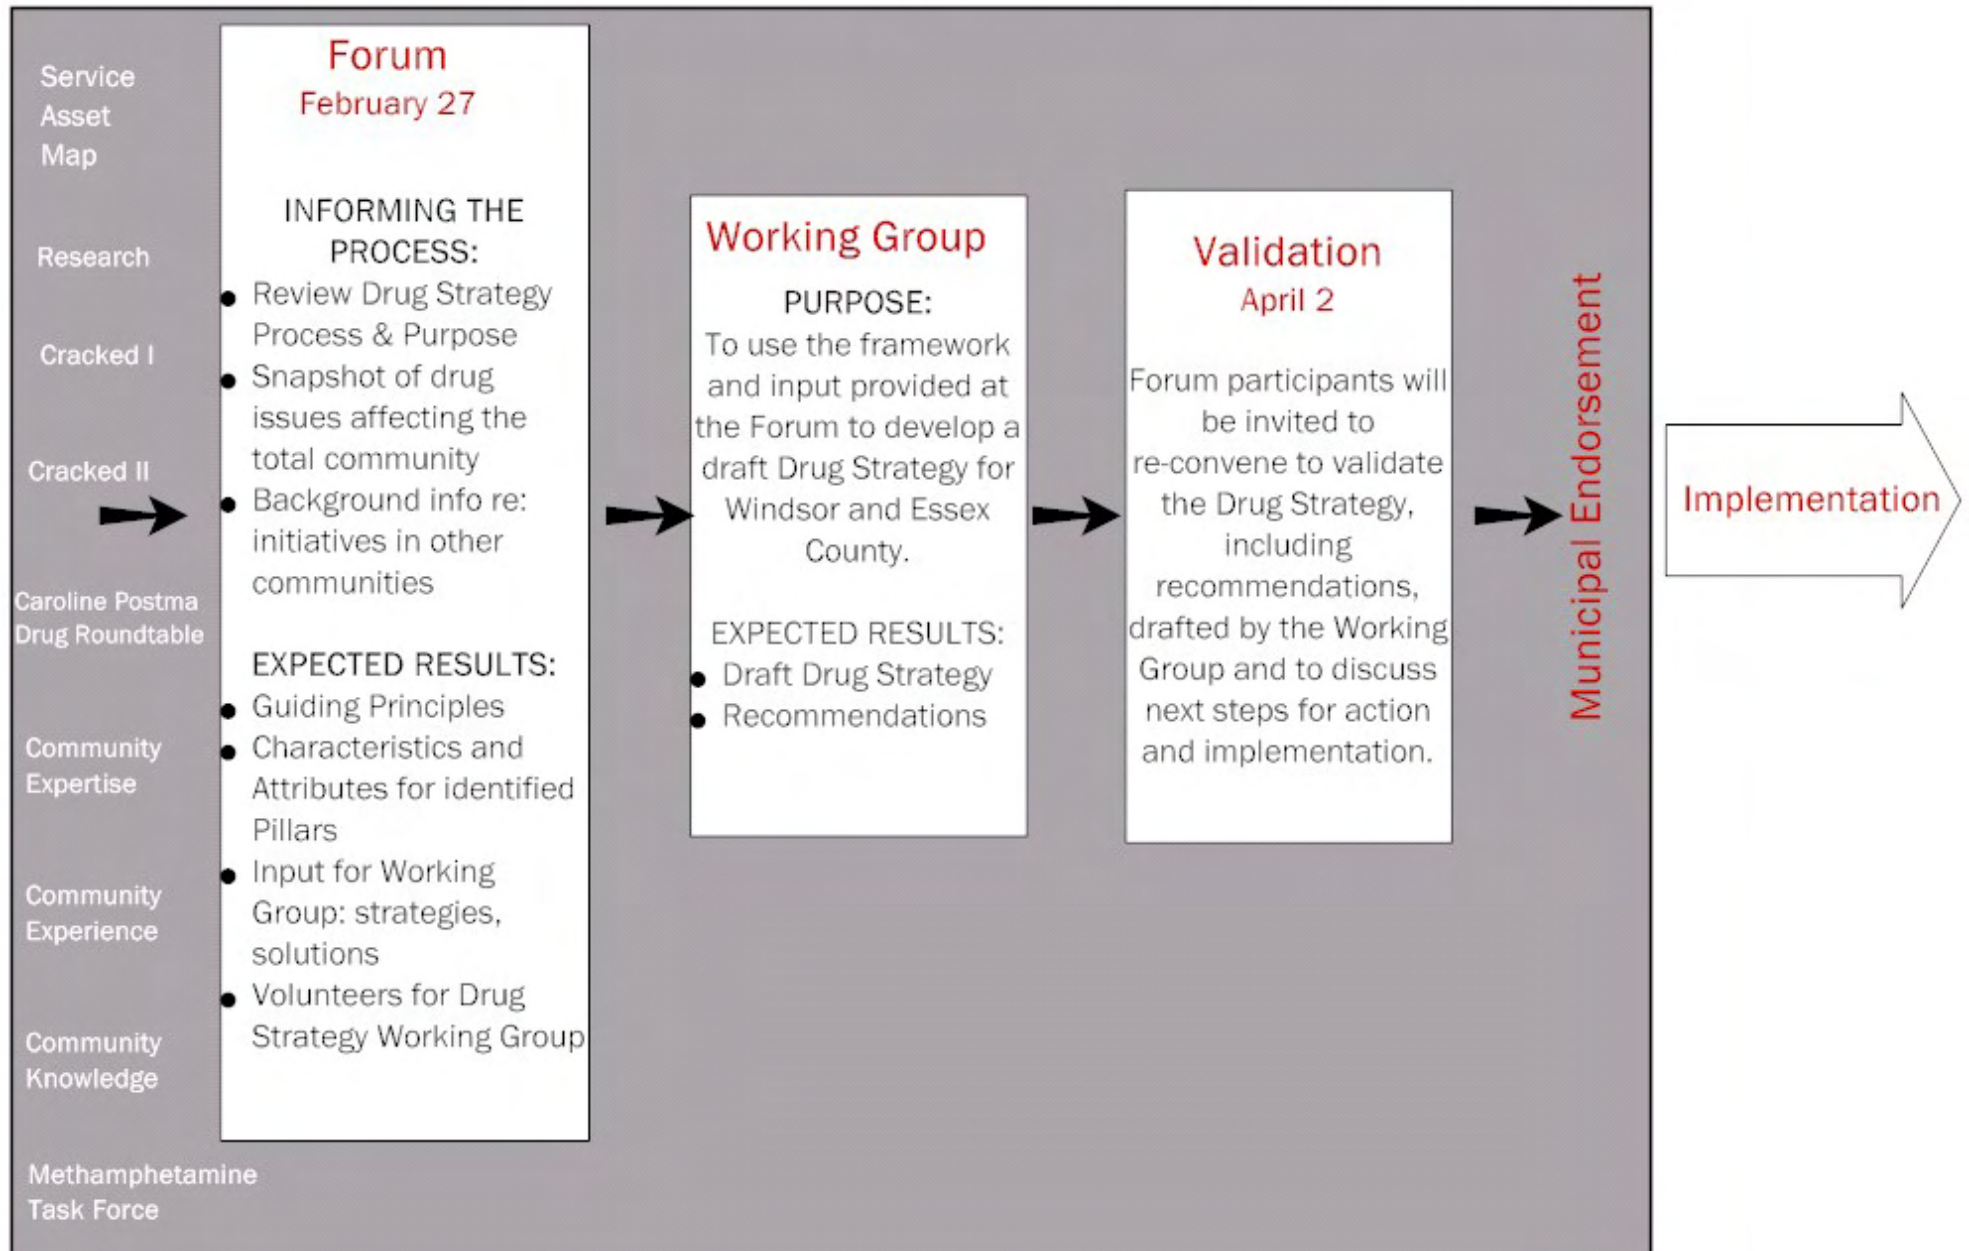 Service
Asset
Map
Research
Cracked I
Cracked II
Caroline Postma
Drug Roundtable
Community
Expertise
Community
Experience
Community
Knowledge
Methamphetamine
Task Force
Forum
February 27
INFORMING THE
PROCESS:
● Review Drug Strategy
Process & Purpose
● Snapshot of drug
issues affecting the
total community
● Background info re:
initiatives in other
communities
EXPECTED RESULTS:
● Guiding Principles
● Characteristics and
Attributes for identified
Pillars
● Input for Working
Group: strategies,
solutions
● Volunteers for Drug
Strategy Working Group
Working Group
PURPOSE:
To use the framework
and input provided at
the Forum to develop a
draft Drug Strategy for
Windsor and Essex
County.
EXPECTED RESULTS:
● Draft Drug Strategy
● Recommendations
Validation
April 2
Forum participants will
be invited to
re-convene to validate
the Drug Strategy,
including
recommendations,
drafted by the Working
Group and to discuss
next steps for action
and implementation.
Municipal Endorsement
Implementation